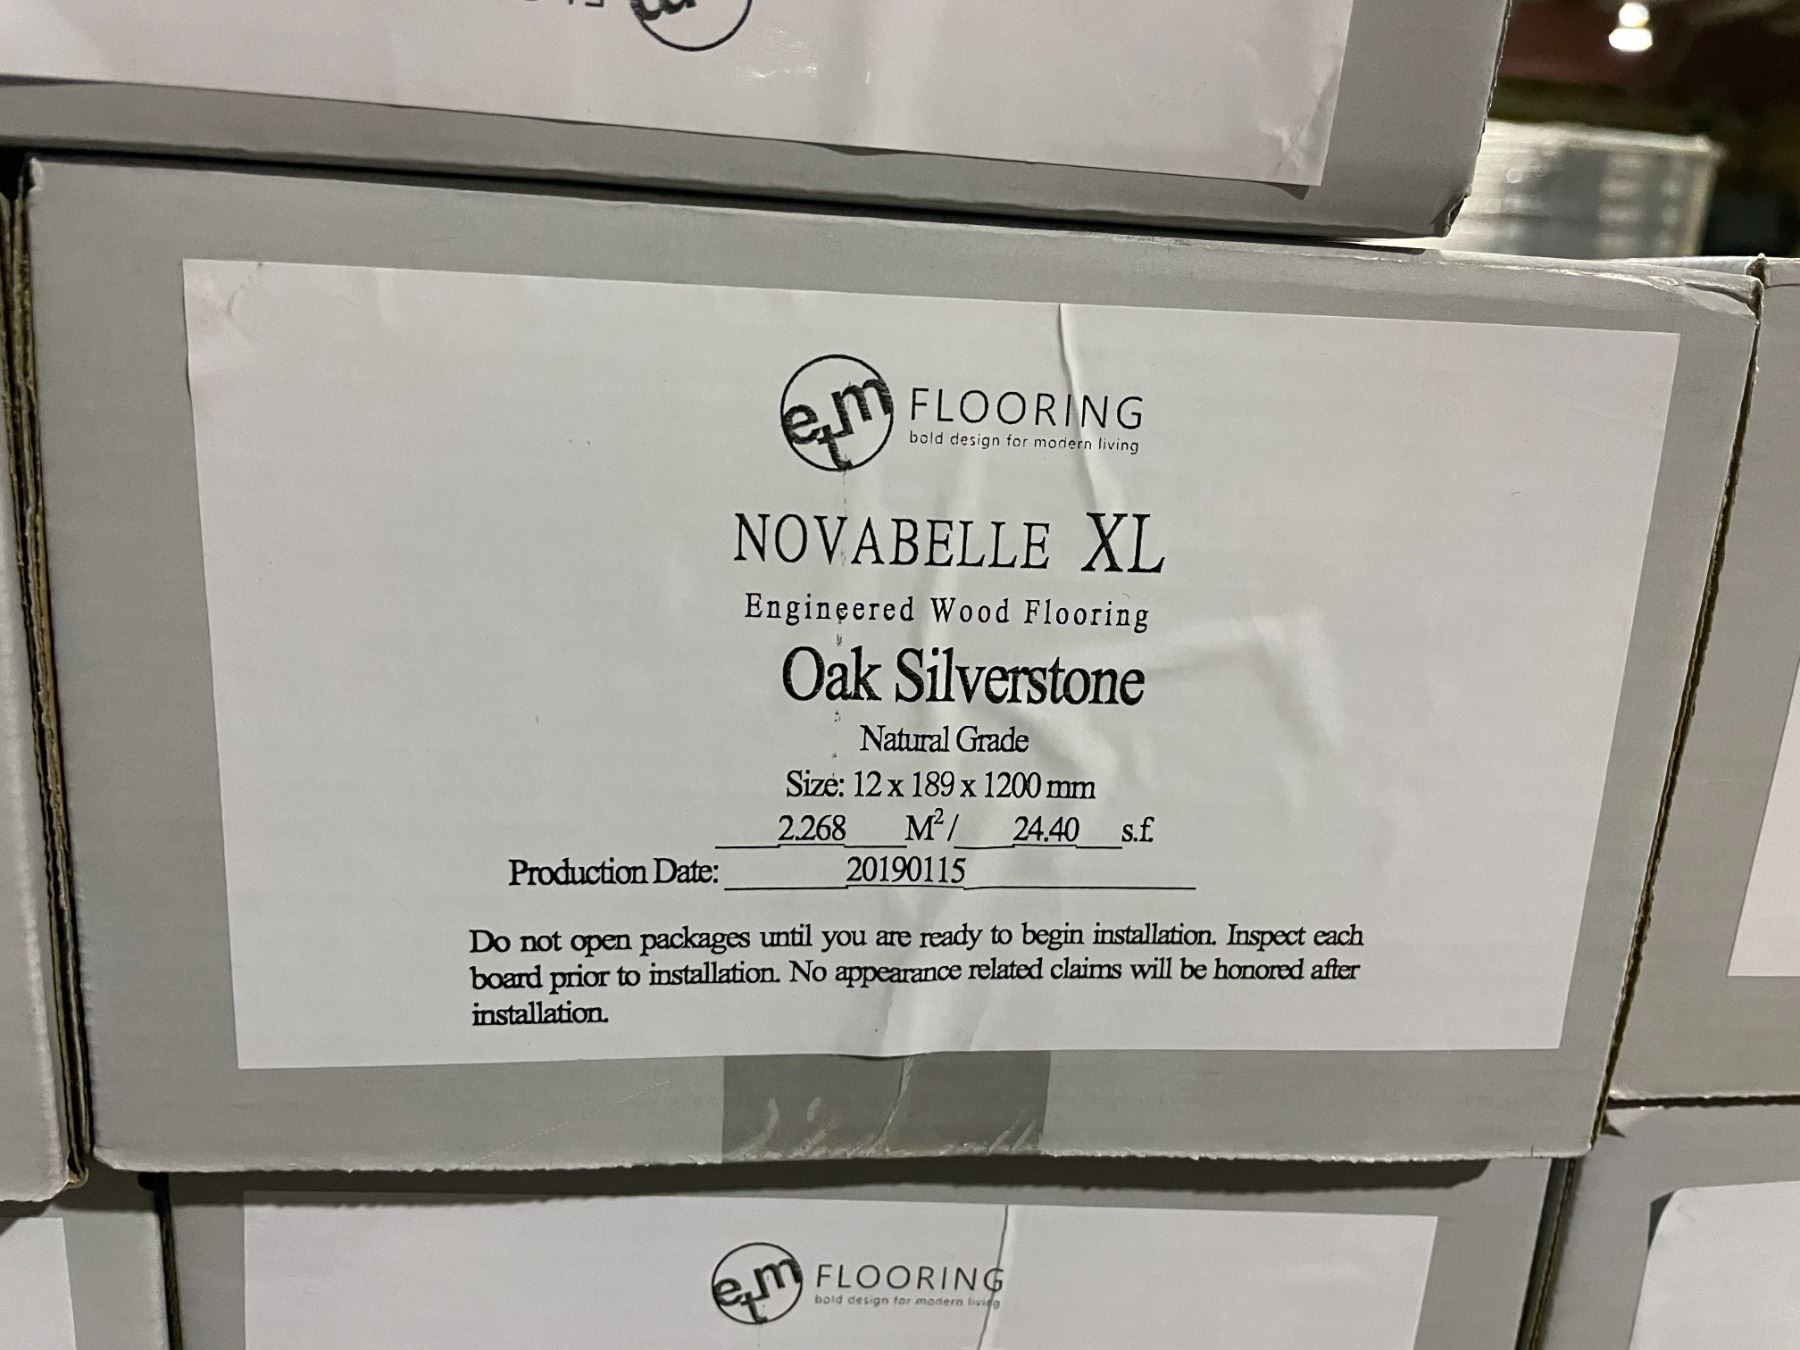 etm FLOORING
bold design for modern living
NOVABELLE XL
Engineered Wood Flooring
Oak Silverstone
Natural Grade
Size: 12 x 189 x 1200 mm
2.268 M²/ 24.40 s.f.
Production Date: 20190115
Do not open packages until you are ready to begin installation. Inspect each
board prior to installation. No appearance related claims will be honored after
installation.
etm FLOORING
bold design for modern living